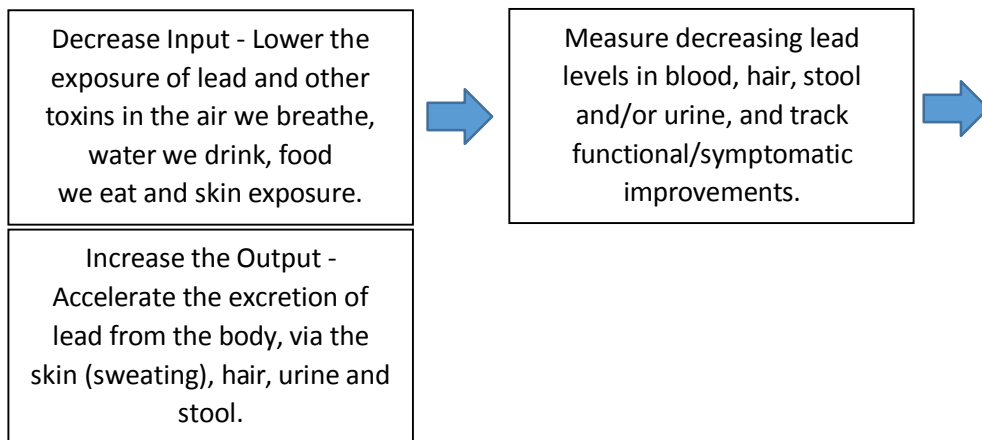 Decrease Input - Lower the
exposure of lead and other
toxins in the air we breathe,
water we drink, food
we eat and skin exposure.
Measure decreasing lead
levels in blood, hair, stool
and/or urine, and track
functional/symptomatic
improvements.
Increase the Output -
Accelerate the excretion of
lead from the body, via the
skin (sweating), hair, urine and
stool.